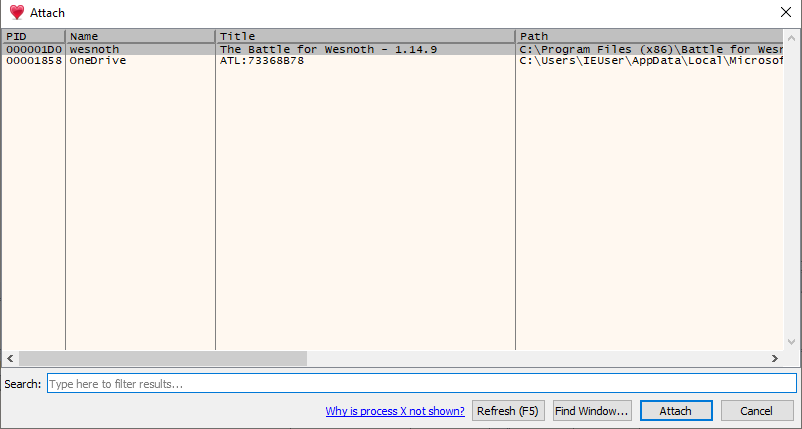 Attach
PID Name Title Path
000001D0 wesnoth The Battle for Wesnoth - 1.14.9 C:\Program Files (x86)\Battle for Wesn
00001858 OneDrive ATL:73368B78 C:\Users\IEUser\AppData\Local\Microsof
Search: Type here to filter results...
Why is process X not shown? Refresh (F5) Find Window... Attach Cancel